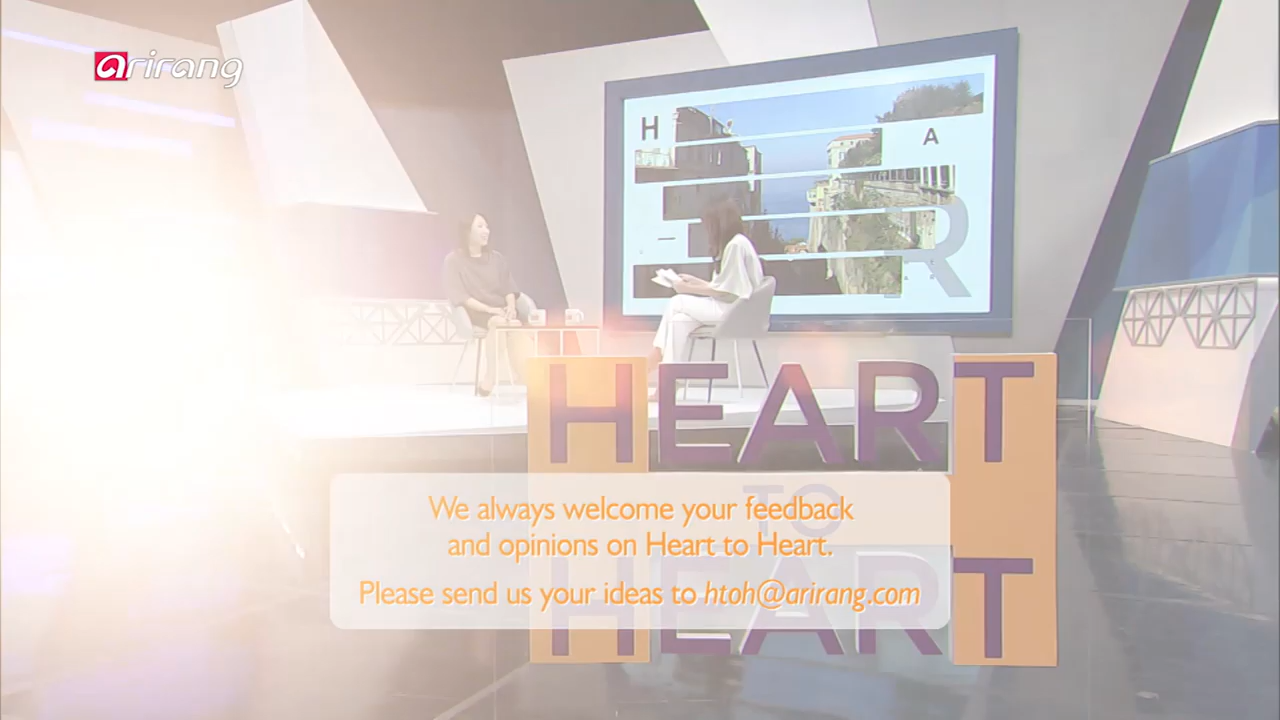 arirang
H
A
R
HEART
TO
HEART
We always welcome your feedback
and opinions on Heart to Heart.
Please send us your ideas to htoh@arirang.com